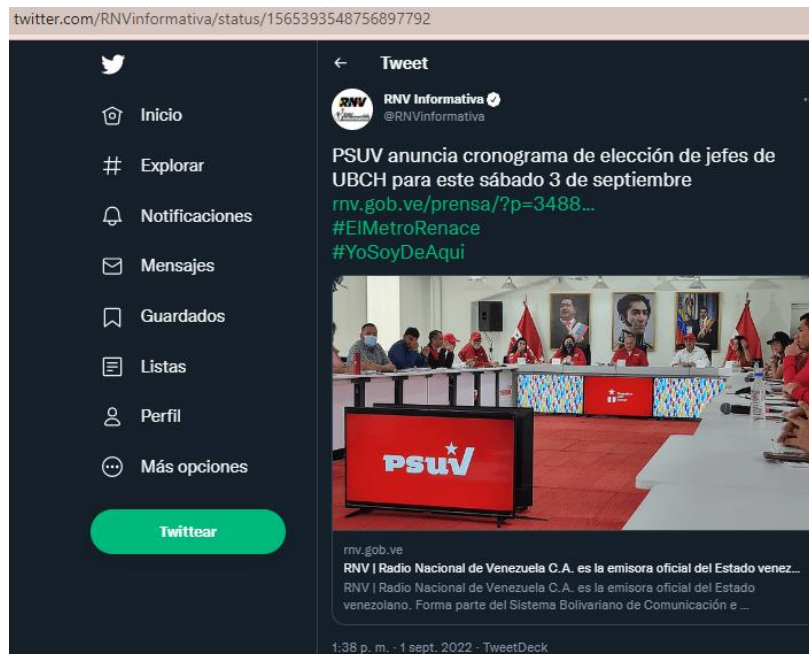 twitter.com/RNVinformativa/status/1565393548756897792
Inicio
Explorar
Notificaciones
Mensajes
Guardados
Listas
Perfil
Más opciones
Twittear
Tweet
RNV Informativa
@RNVinformativa
PSUV anuncia cronograma de elección de jefes de
UBCH para este sábado 3 de septiembre
rnv.gob.ve/prensa/?p=3488...
#ElMetroRenace
#YoSoyDeAqui
PSUV
rnv.gob.ve
RNV | Radio Nacional de Venezuela C.A. es la emisora oficial del Estado venez...
RNV | Radio Nacional de Venezuela C.A. es la emisora oficial del Estado
venezolano. Forma parte del Sistema Bolivariano de Comunicación e ...
1:38 p. m. · 1 sept. 2022 · TweetDeck